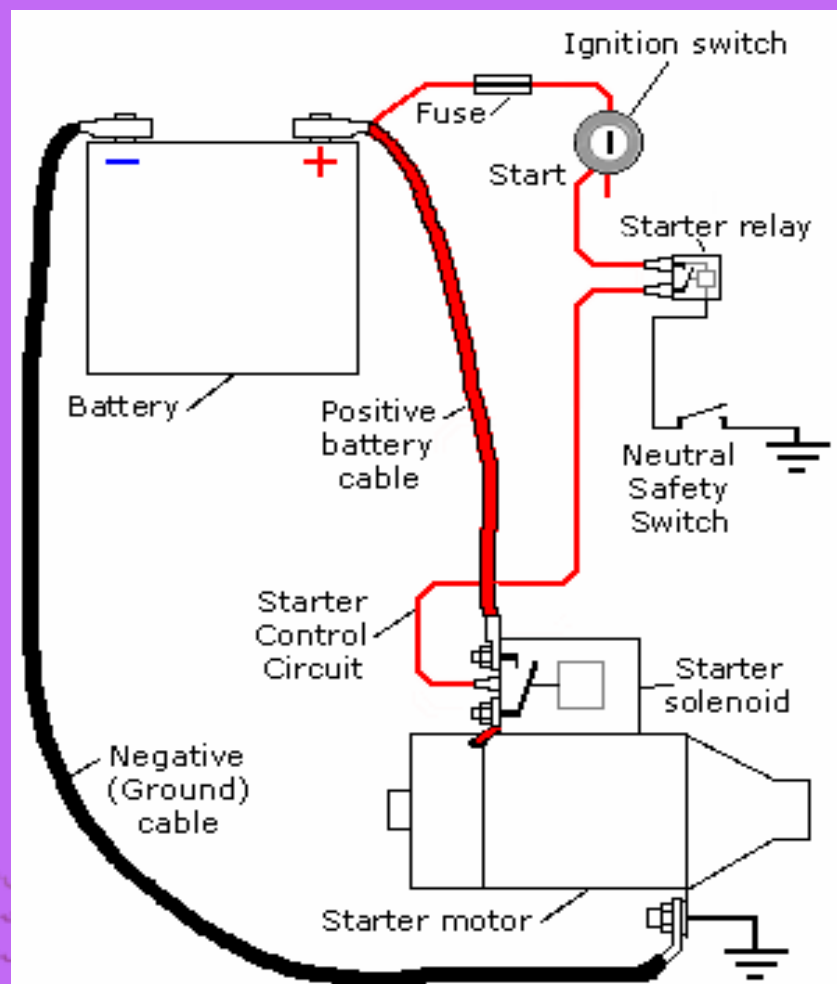 Ignition switch
Fuse
Start
Starter relay
− +
Battery
Positive
battery
cable
Neutral
Safety
Switch
Starter
Control
Circuit
Starter
solenoid
Negative
(Ground)
cable
Starter motor